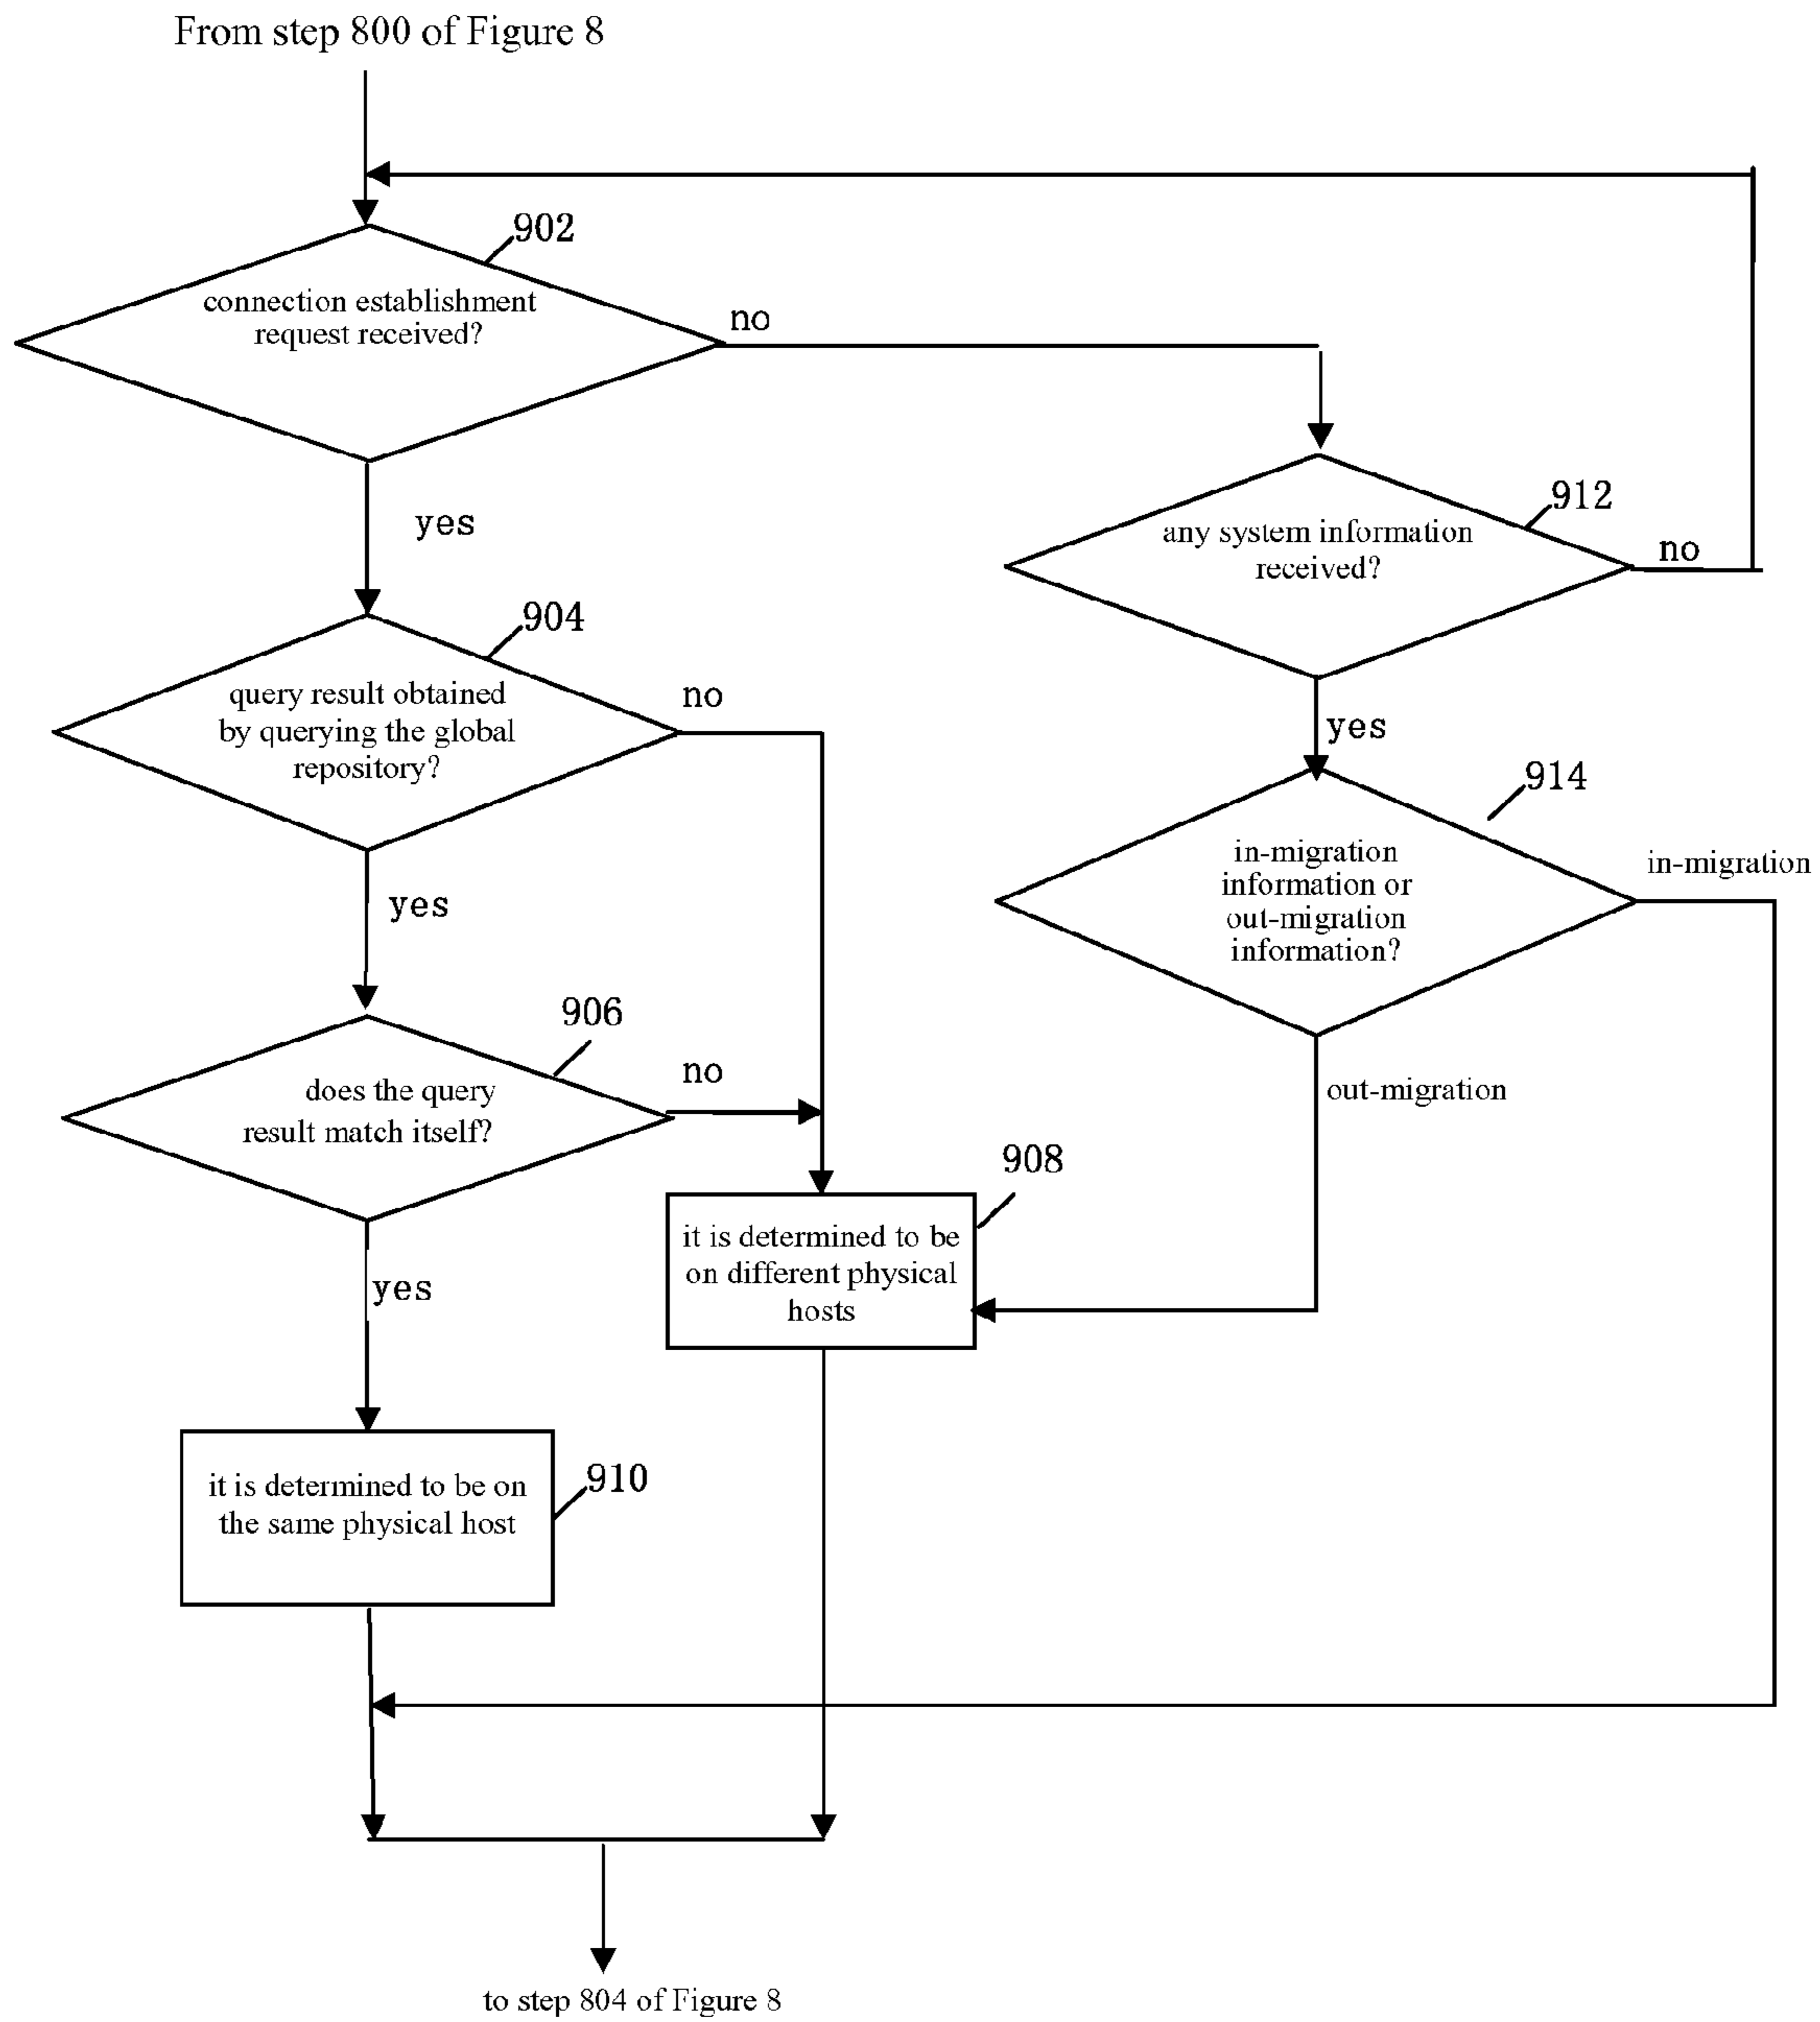 From step 800 of Figure 8
902
connection establishment
request received?
no
yes
912
any system information
received?
no
yes
904
query result obtained
by querying the global
repository?
no
yes
914
in-migration
information or
out-migration
information?
in-migration
out-migration
906
does the query
result match itself?
no
yes
908
it is determined to be
on different physical
hosts
910
it is determined to be on
the same physical host
to step 804 of Figure 8